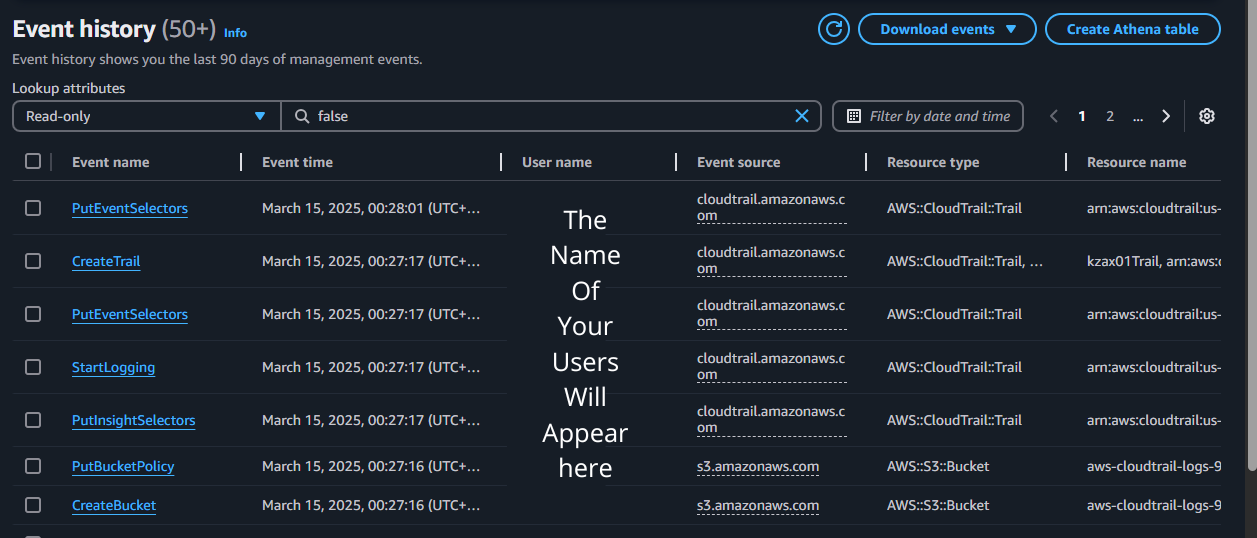 Event history (50+) Info
Download events
Create Athena table
Event history shows you the last 90 days of management events.
Lookup attributes
Read-only
false
Filter by date and time
1 2 ...
Event name Event time User name Event source Resource type Resource name
PutEventSelectors March 15, 2025, 00:28:01 (UTC+... cloudtrail.amazonaws.c
om AWS::CloudTrail::Trail arn:aws:cloudtrail:us-
CreateTrail March 15, 2025, 00:27:17 (UTC+... cloudtrail.amazonaws.c
om AWS::CloudTrail::Trail, ... kzax01Trail, arn:aws:c
PutEventSelectors March 15, 2025, 00:27:17 (UTC+... cloudtrail.amazonaws.c
om AWS::CloudTrail::Trail arn:aws:cloudtrail:us-
StartLogging March 15, 2025, 00:27:17 (UTC+... cloudtrail.amazonaws.c
om AWS::CloudTrail::Trail arn:aws:cloudtrail:us-
PutInsightSelectors March 15, 2025, 00:27:17 (UTC+... cloudtrail.amazonaws.c
om AWS::CloudTrail::Trail arn:aws:cloudtrail:us-
PutBucketPolicy March 15, 2025, 00:27:16 (UTC+... s3.amazonaws.com AWS::S3::Bucket aws-cloudtrail-logs-9
CreateBucket March 15, 2025, 00:27:16 (UTC+... s3.amazonaws.com AWS::S3::Bucket aws-cloudtrail-logs-9
The
Name
Of
Your
Users
Will
Appear
here